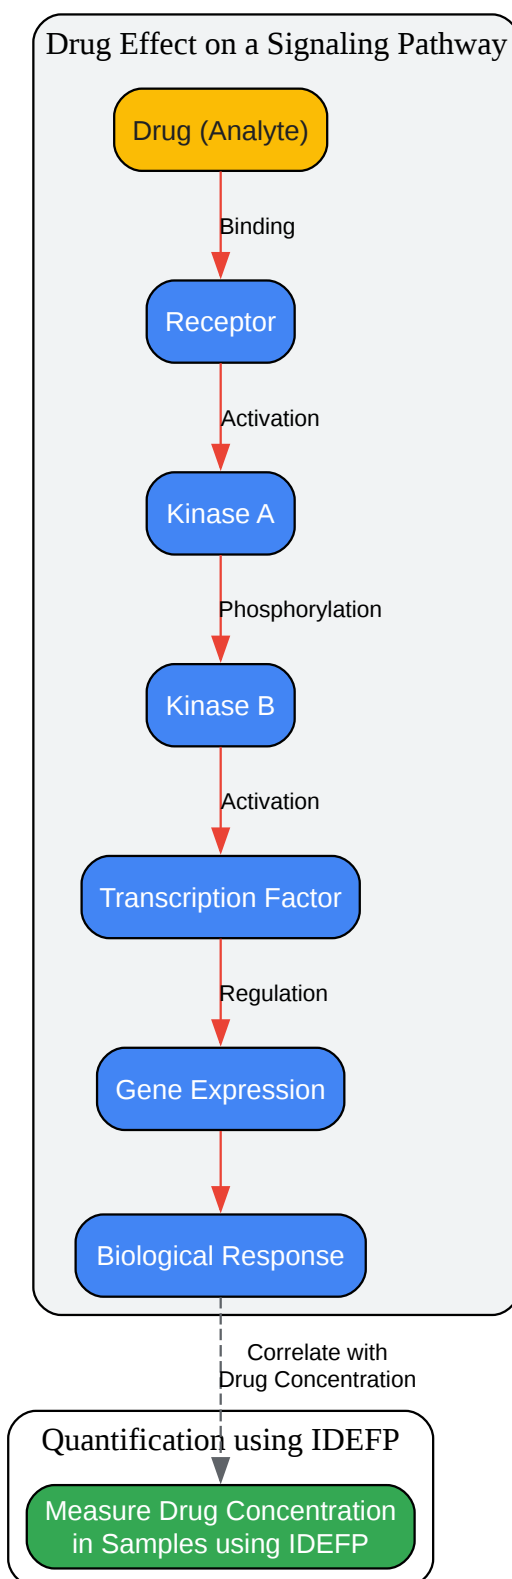 Drug Effect on a Signaling Pathway
Drug (Analyte)
Binding
Receptor
Activation
Kinase A
Phosphorylation
Kinase B
Activation
Transcription Factor
Regulation
Gene Expression
Biological Response
Correlate with
Drug Concentration
Quantification using IDEFP
Measure Drug Concentration
in Samples using IDEFP